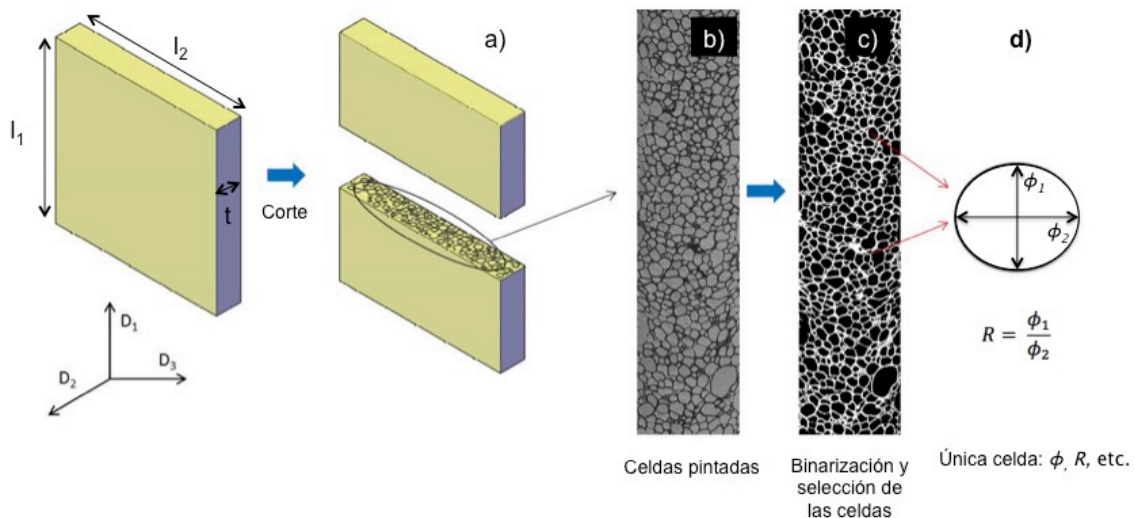 l₂
a)
b)
c)
d)
l₁
t
Corte
ϕ₁
ϕ₂
D₁
D₃
D₂
R = ϕ₁/ϕ₂
Celdas pintadas
Binarización y
selección de
las celdas
Única celda: ϕ, R, etc.